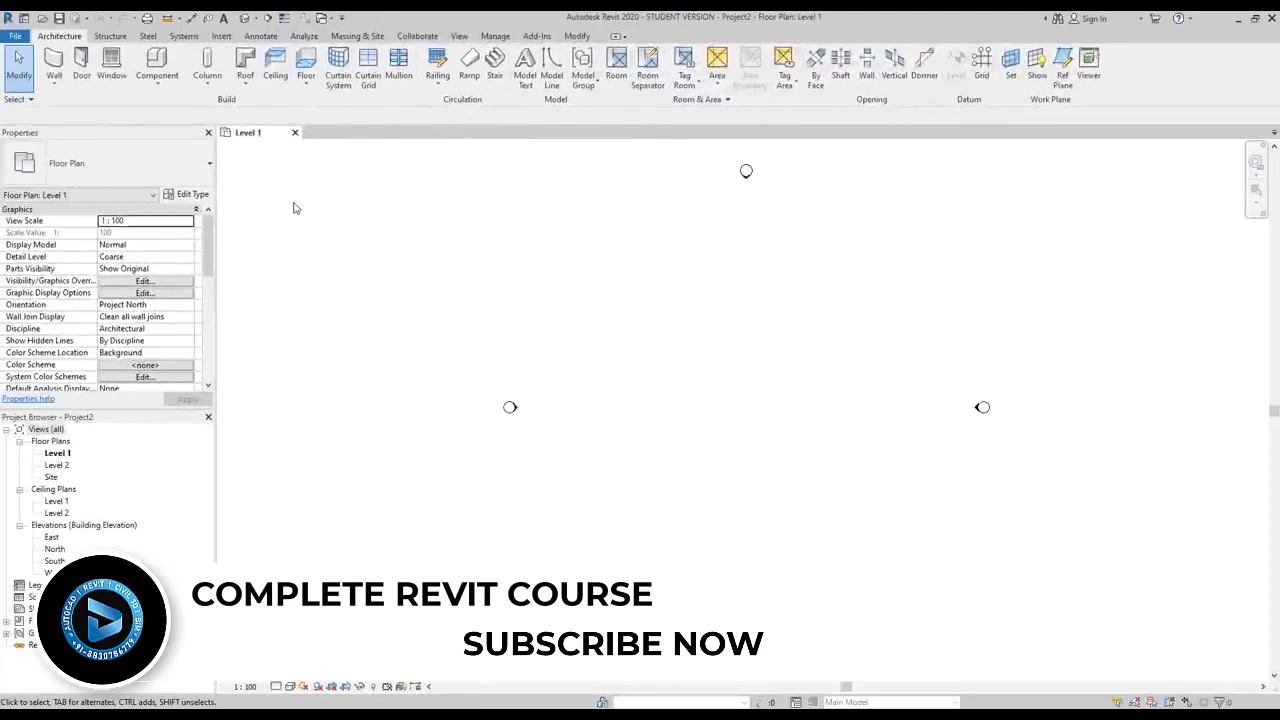 Autodesk Revit 2020 - STUDENT VERSION - Project2 - Floor Plan: Level 1
Sign In
File Architecture Structure Steel Systems Insert Annotate Analyze Massing & Site Collaborate View Manage Add-Ins Modify
Modify Wall Door Window Component Column Roof Ceiling Floor Curtain System Curtain Grid Mullion Railing Ramp Stair Model Text Model Line Model Group Room Room Separator Tag Room Area Area Boundary Tag Area By Face Shaft Wall Vertical Dormer Level Grid Set Show Ref Plane Viewer
Select Build Circulation Model Room & Area Opening Datum Work Plane
Properties
Level 1
Floor Plan
Floor Plan: Level 1
Edit Type
Graphics
View Scale 1 : 100
Scale Value 1: 100
Display Model Normal
Detail Level Coarse
Parts Visibility Show Original
Visibility/Graphics Overr... Edit...
Graphic Display Options Edit...
Orientation Project North
Wall Join Display Clean all wall joins
Discipline Architectural
Show Hidden Lines By Discipline
Color Scheme Location Background
Color Scheme <none>
System Color Schemes Edit...
Default Analysis Display... None
Properties help
Apply
Project Browser - Project2
Views (all)
Floor Plans
Level 1
Level 2
Site
Ceiling Plans
Level 1
Level 2
Elevations (Building Elevation)
East
North
South
COMPLETE REVIT COURSE
SUBSCRIBE NOW
1 : 100
Click to select, TAB for alternates, CTRL adds, SHIFT unselects.
:0
Main Model
:0